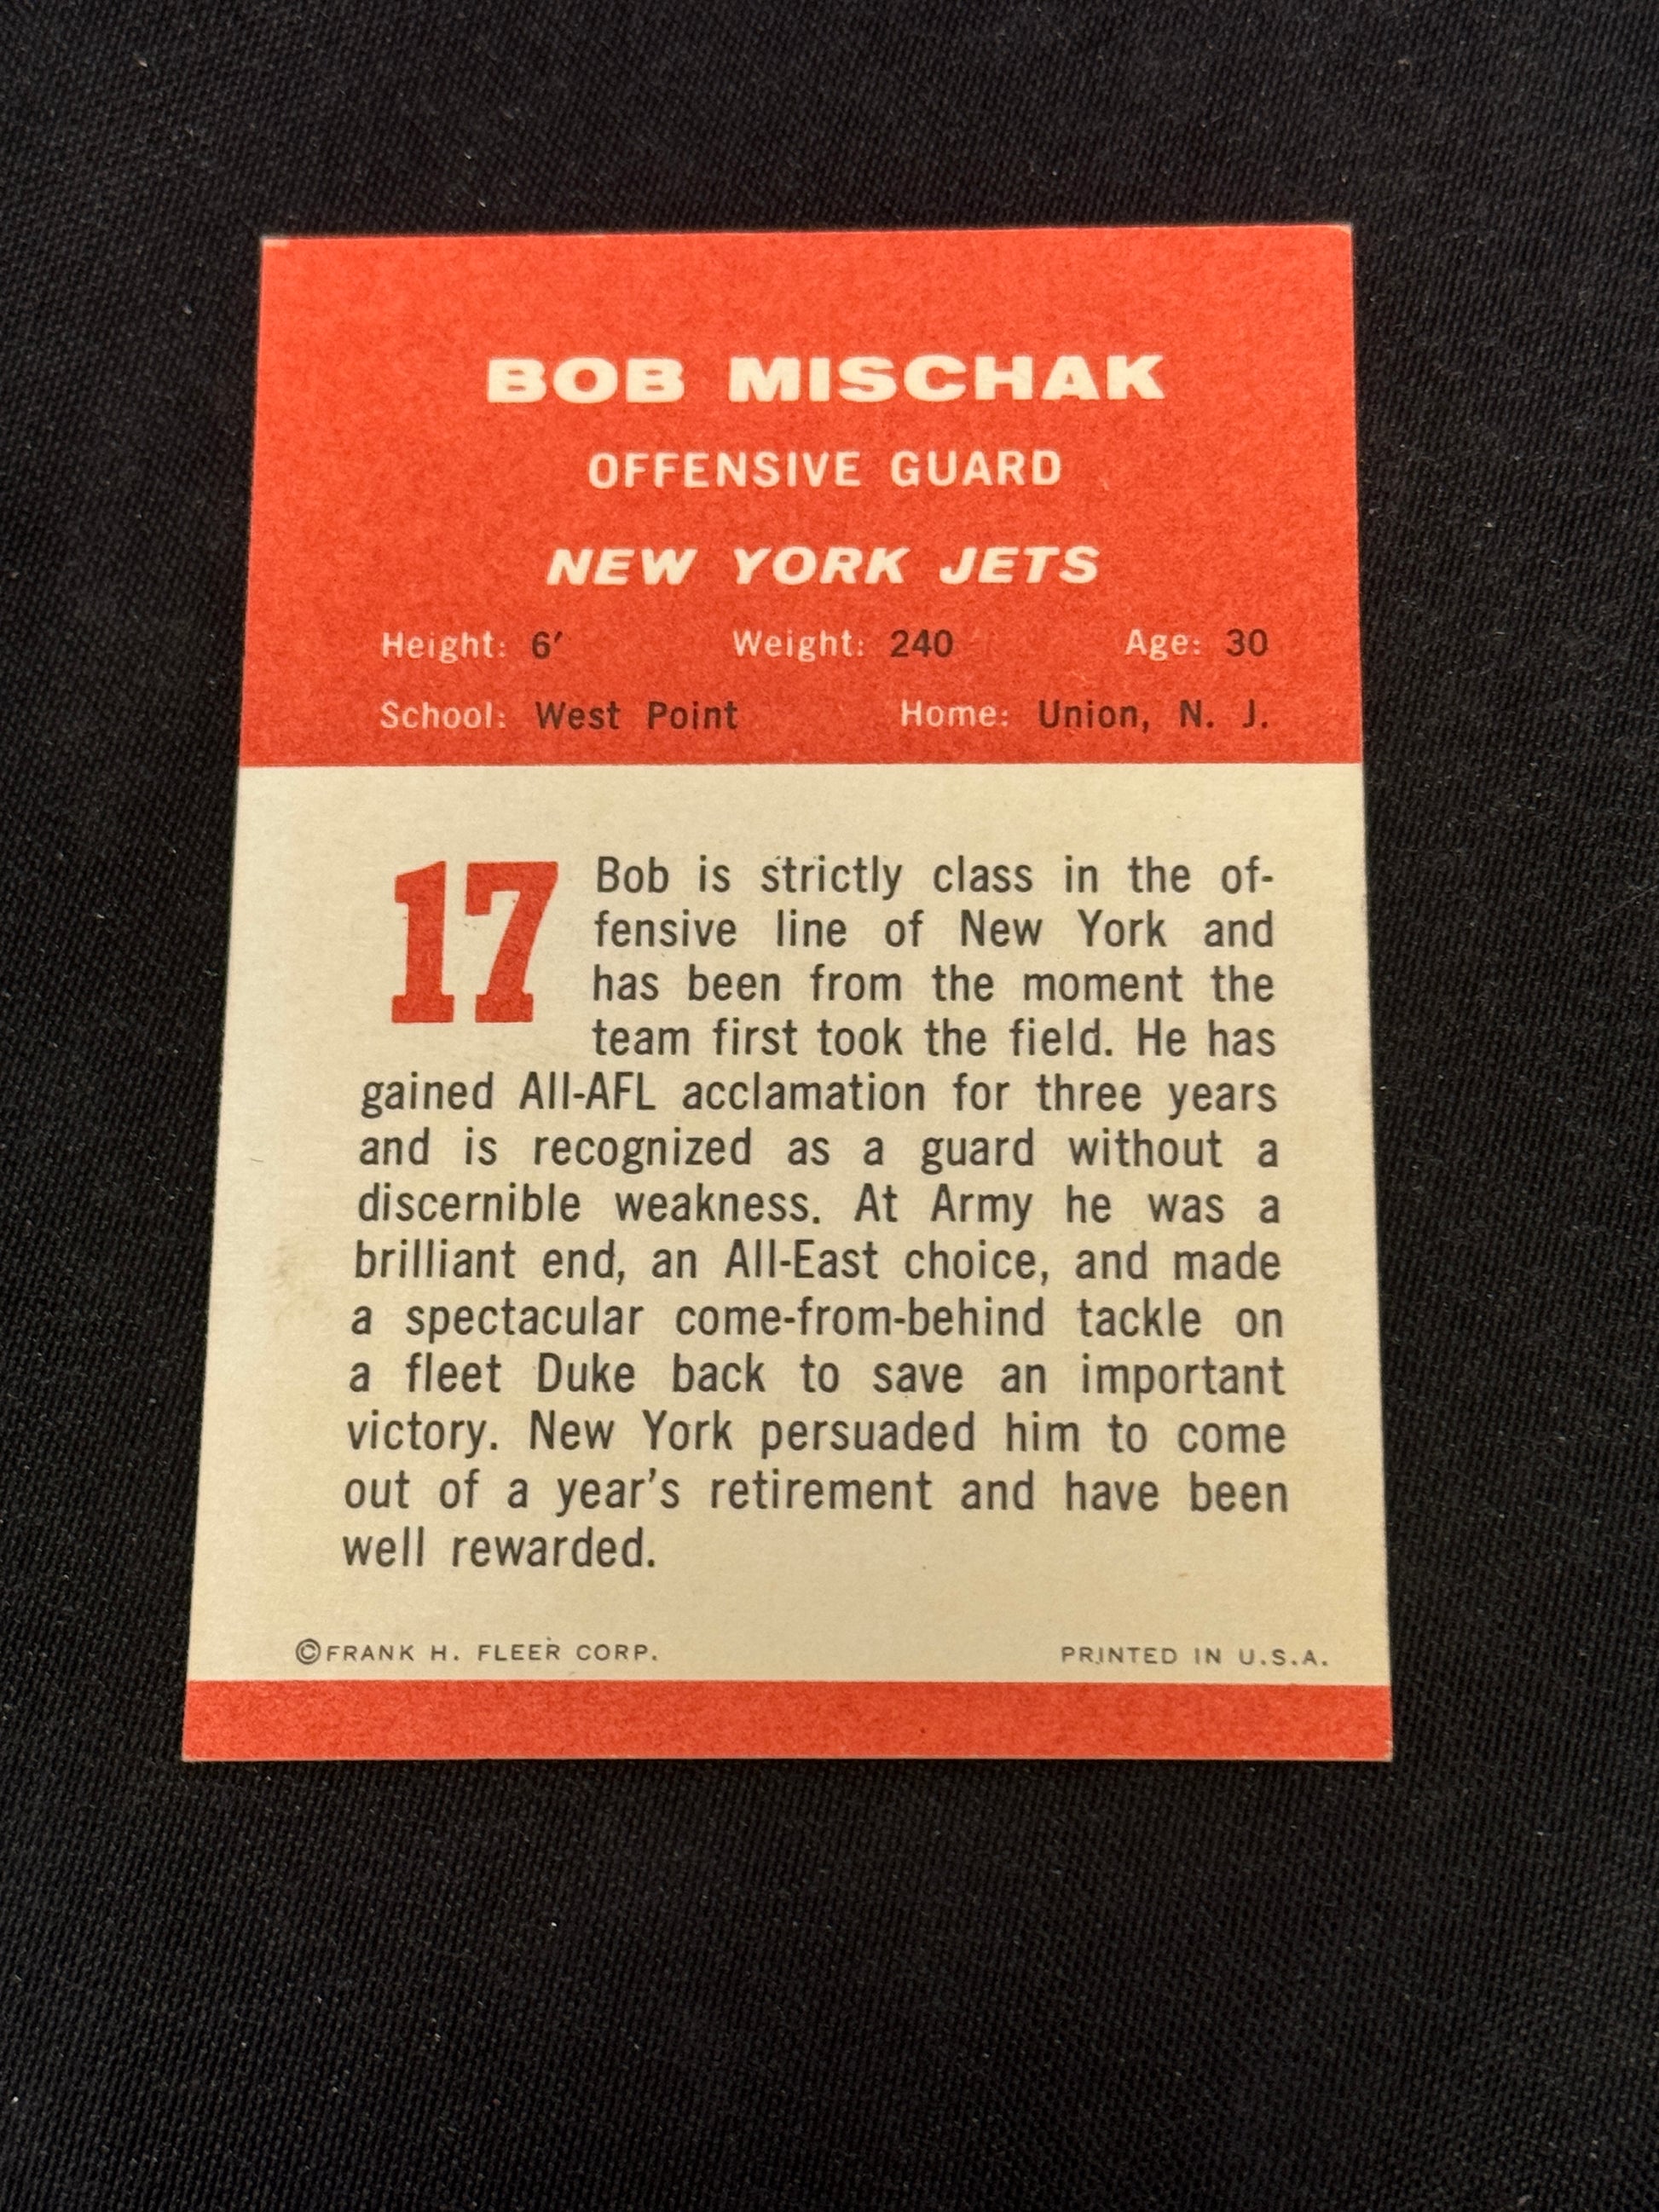 BOB MISCHAK
OFFENSIVE GUARD
NEW YORK JETS
Height: 6′ Weight: 240 Age: 30
School: West Point Home: Union, N. J.
17
Bob is strictly class in the of-
fensive line of New York and
has been from the moment the
team first took the field. He has
gained All-AFL acclamation for three years
and is recognized as a guard without a
discernible weakness. At Army he was a
brilliant end, an All-East choice, and made
a spectacular come-from-behind tackle on
a fleet Duke back to save an important
victory. New York persuaded him to come
out of a year's retirement and have been
well rewarded.
©FRANK H. FLEER CORP. PRINTED IN U.S.A.